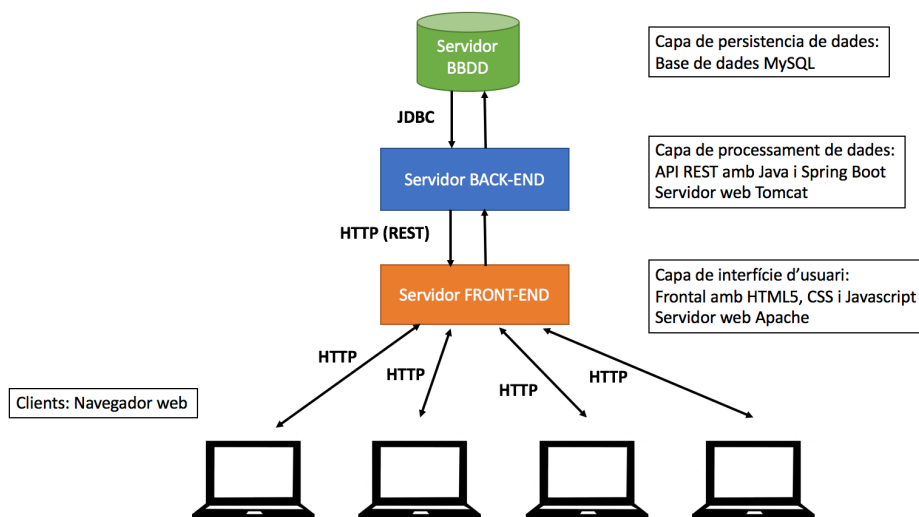 Servidor
BBDD
Capa de persistencia de dades:
Base de dades MySQL
JDBC
Servidor BACK-END
Capa de processament de dades:
API REST amb Java i Spring Boot
Servidor web Tomcat
HTTP (REST)
Servidor FRONT-END
Capa de interfície d'usuari:
Frontal amb HTML5, CSS i Javascript
Servidor web Apache
HTTP
HTTP
HTTP
HTTP
Clients: Navegador web